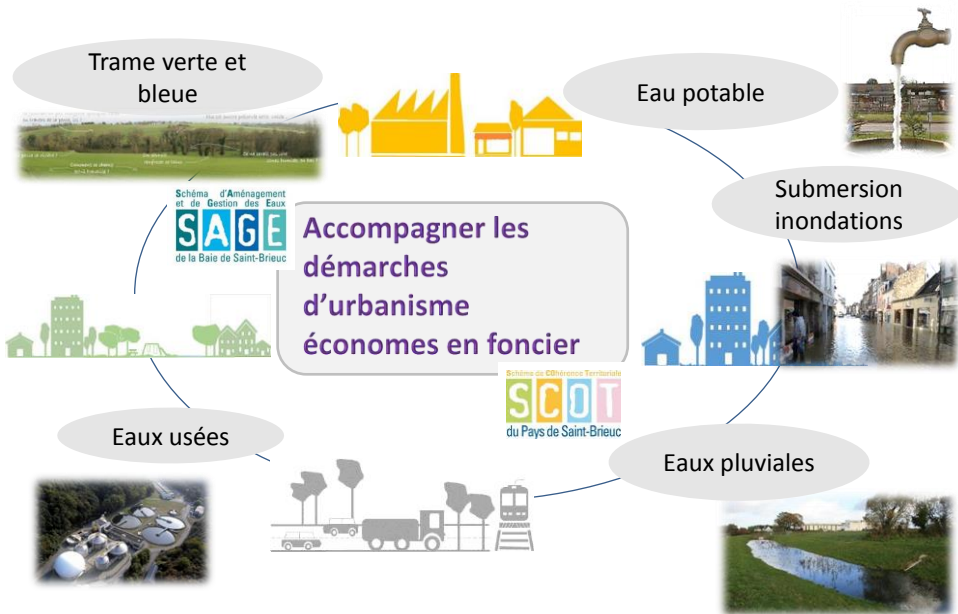 Trame verte et
bleue
Eau potable
Submersion
inondations
Schéma d'Aménagement
et de Gestion des Eaux
SAGE
de la Baie de Saint-Brieuc
Accompagner les
démarches
d'urbanisme
économes en foncier
Schéma de COhérence Territoriale
SCOT
du Pays de Saint-Brieuc
Eaux usées
Eaux pluviales